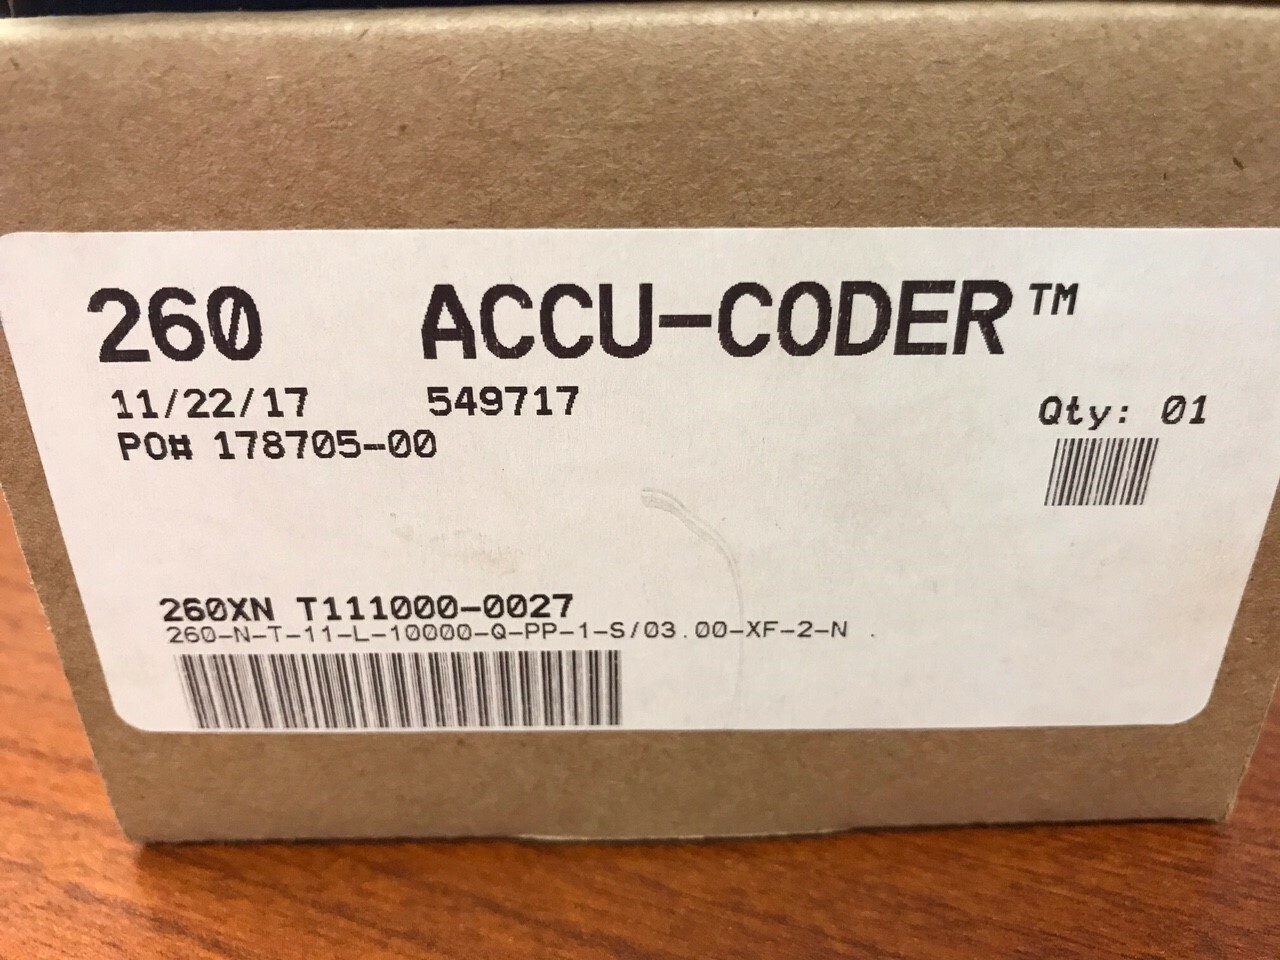 260 ACCU-CODER™
11/22/17 549717
Qty: 01
PO# 178705-00
260XN T111000-0027
260-N-T-11-L-10000-Q-PP-1-S/03.00-XF-2-N .